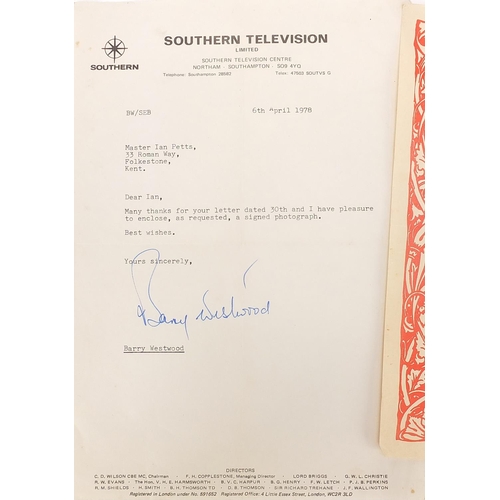 SOUTHERN TELEVISION
LIMITED
SOUTHERN
SOUTHERN TELEVISION CENTRE
NORTHAM · SOUTHAMPTON · SO9 4YQ
Telephone: Southampton 28582 Telex: 47503 SOUTVS G
BW/SEB 6th April 1978
Master Ian Petts,
33 Roman Way,
Folkestone,
Kent.
Dear Ian,
Many thanks for your letter dated 30th and I have pleasure
to enclose, as requested, a signed photograph.
Best wishes.
Yours sincerely,
Barry Westwood
Barry Westwood
DIRECTORS
C. D. WILSON CBE MC, Chairman · F. H. COPPLESTONE, Managing Director · LORD BRIGGS · G. W. L. CHRISTIE
R. W. EVANS · The Hon. V. H. E. HARMSWORTH · B. V. C. HARPUR · B. G. HENRY · F. W. LETCH · P. J. B. PERKINS
R. M. SHIELDS · H. SMITH · B. H. THOMSON TD · D. B. THOMSON · SIR RICHARD TREHANE · J. F. WALLINGTON
Registered in London under No. 591652 Registered Office: 4 Little Essex Street, London, WC2R 3LD